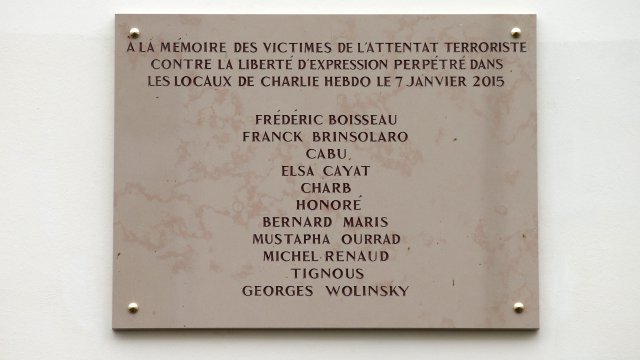 À LA MÉMOIRE DES VICTIMES DE L'ATTENTAT TERRORISTE
CONTRE LA LIBERTÉ D'EXPRESSION PERPÉTRÉ DANS
LES LOCAUX DE CHARLIE HEBDO LE 7 JANVIER 2015
FRÉDÉRIC BOISSEAU
FRANCK BRINSOLARO
CABU
ELSA CAYAT
CHARB
HONORÉ
BERNARD MARIS
MUSTAPHA OURRAD
MICHEL RENAUD
TIGNOUS
GEORGES WOLINSKY